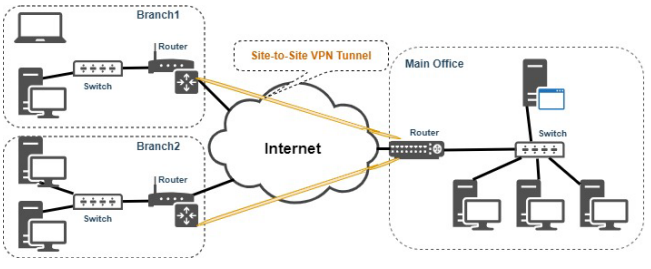 Branch1
Router
Switch
Site-to-Site VPN Tunnel
Main Office
Internet
Router
Switch
Branch2
Router
Switch